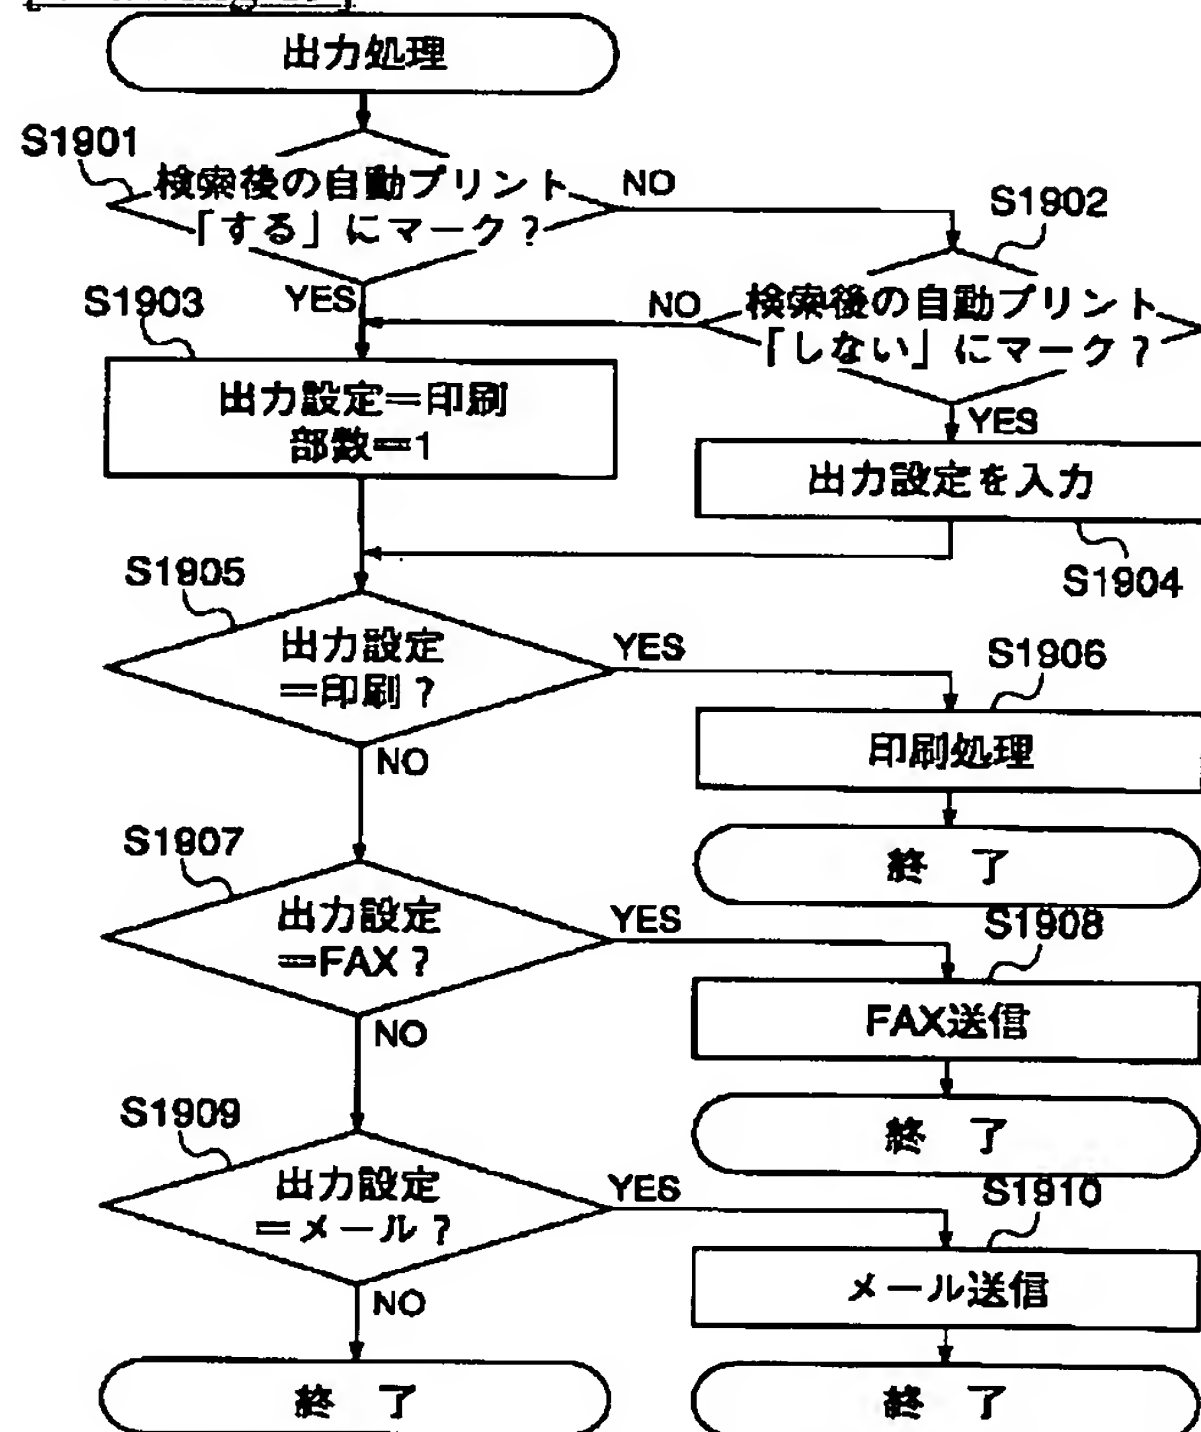 出力処理
S1901
検索後の自動プリント
「する」にマーク?
NO
YES
S1902
検索後の自動プリント
「しない」にマーク?
NO
YES
S1903
出力設定=印刷
部数=1
出力設定を入力
S1904
S1905
出力設定
=印刷?
YES
NO
S1906
印刷処理
終 了
S1907
出力設定
=FAX?
YES
NO
S1908
FAX送信
終 了
S1909
出力設定
=メール?
YES
NO
S1910
メール送信
終 了
終 了